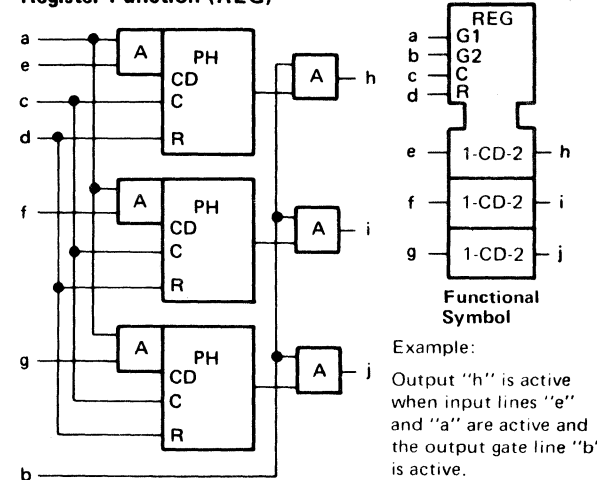 Register Function (REG)
a
e
c
d
f
g
b
A
PH
CD
C
R
A
h
A
PH
CD
C
R
A
i
A
PH
CD
C
R
A
j
REG
a G1
b G2
c C
d R
e 1-CD-2 h
f 1-CD-2 i
g 1-CD-2 j
Functional
Symbol
Example:
Output "h" is active
when input lines "e"
and "a" are active and
the output gate line "b"
is active.